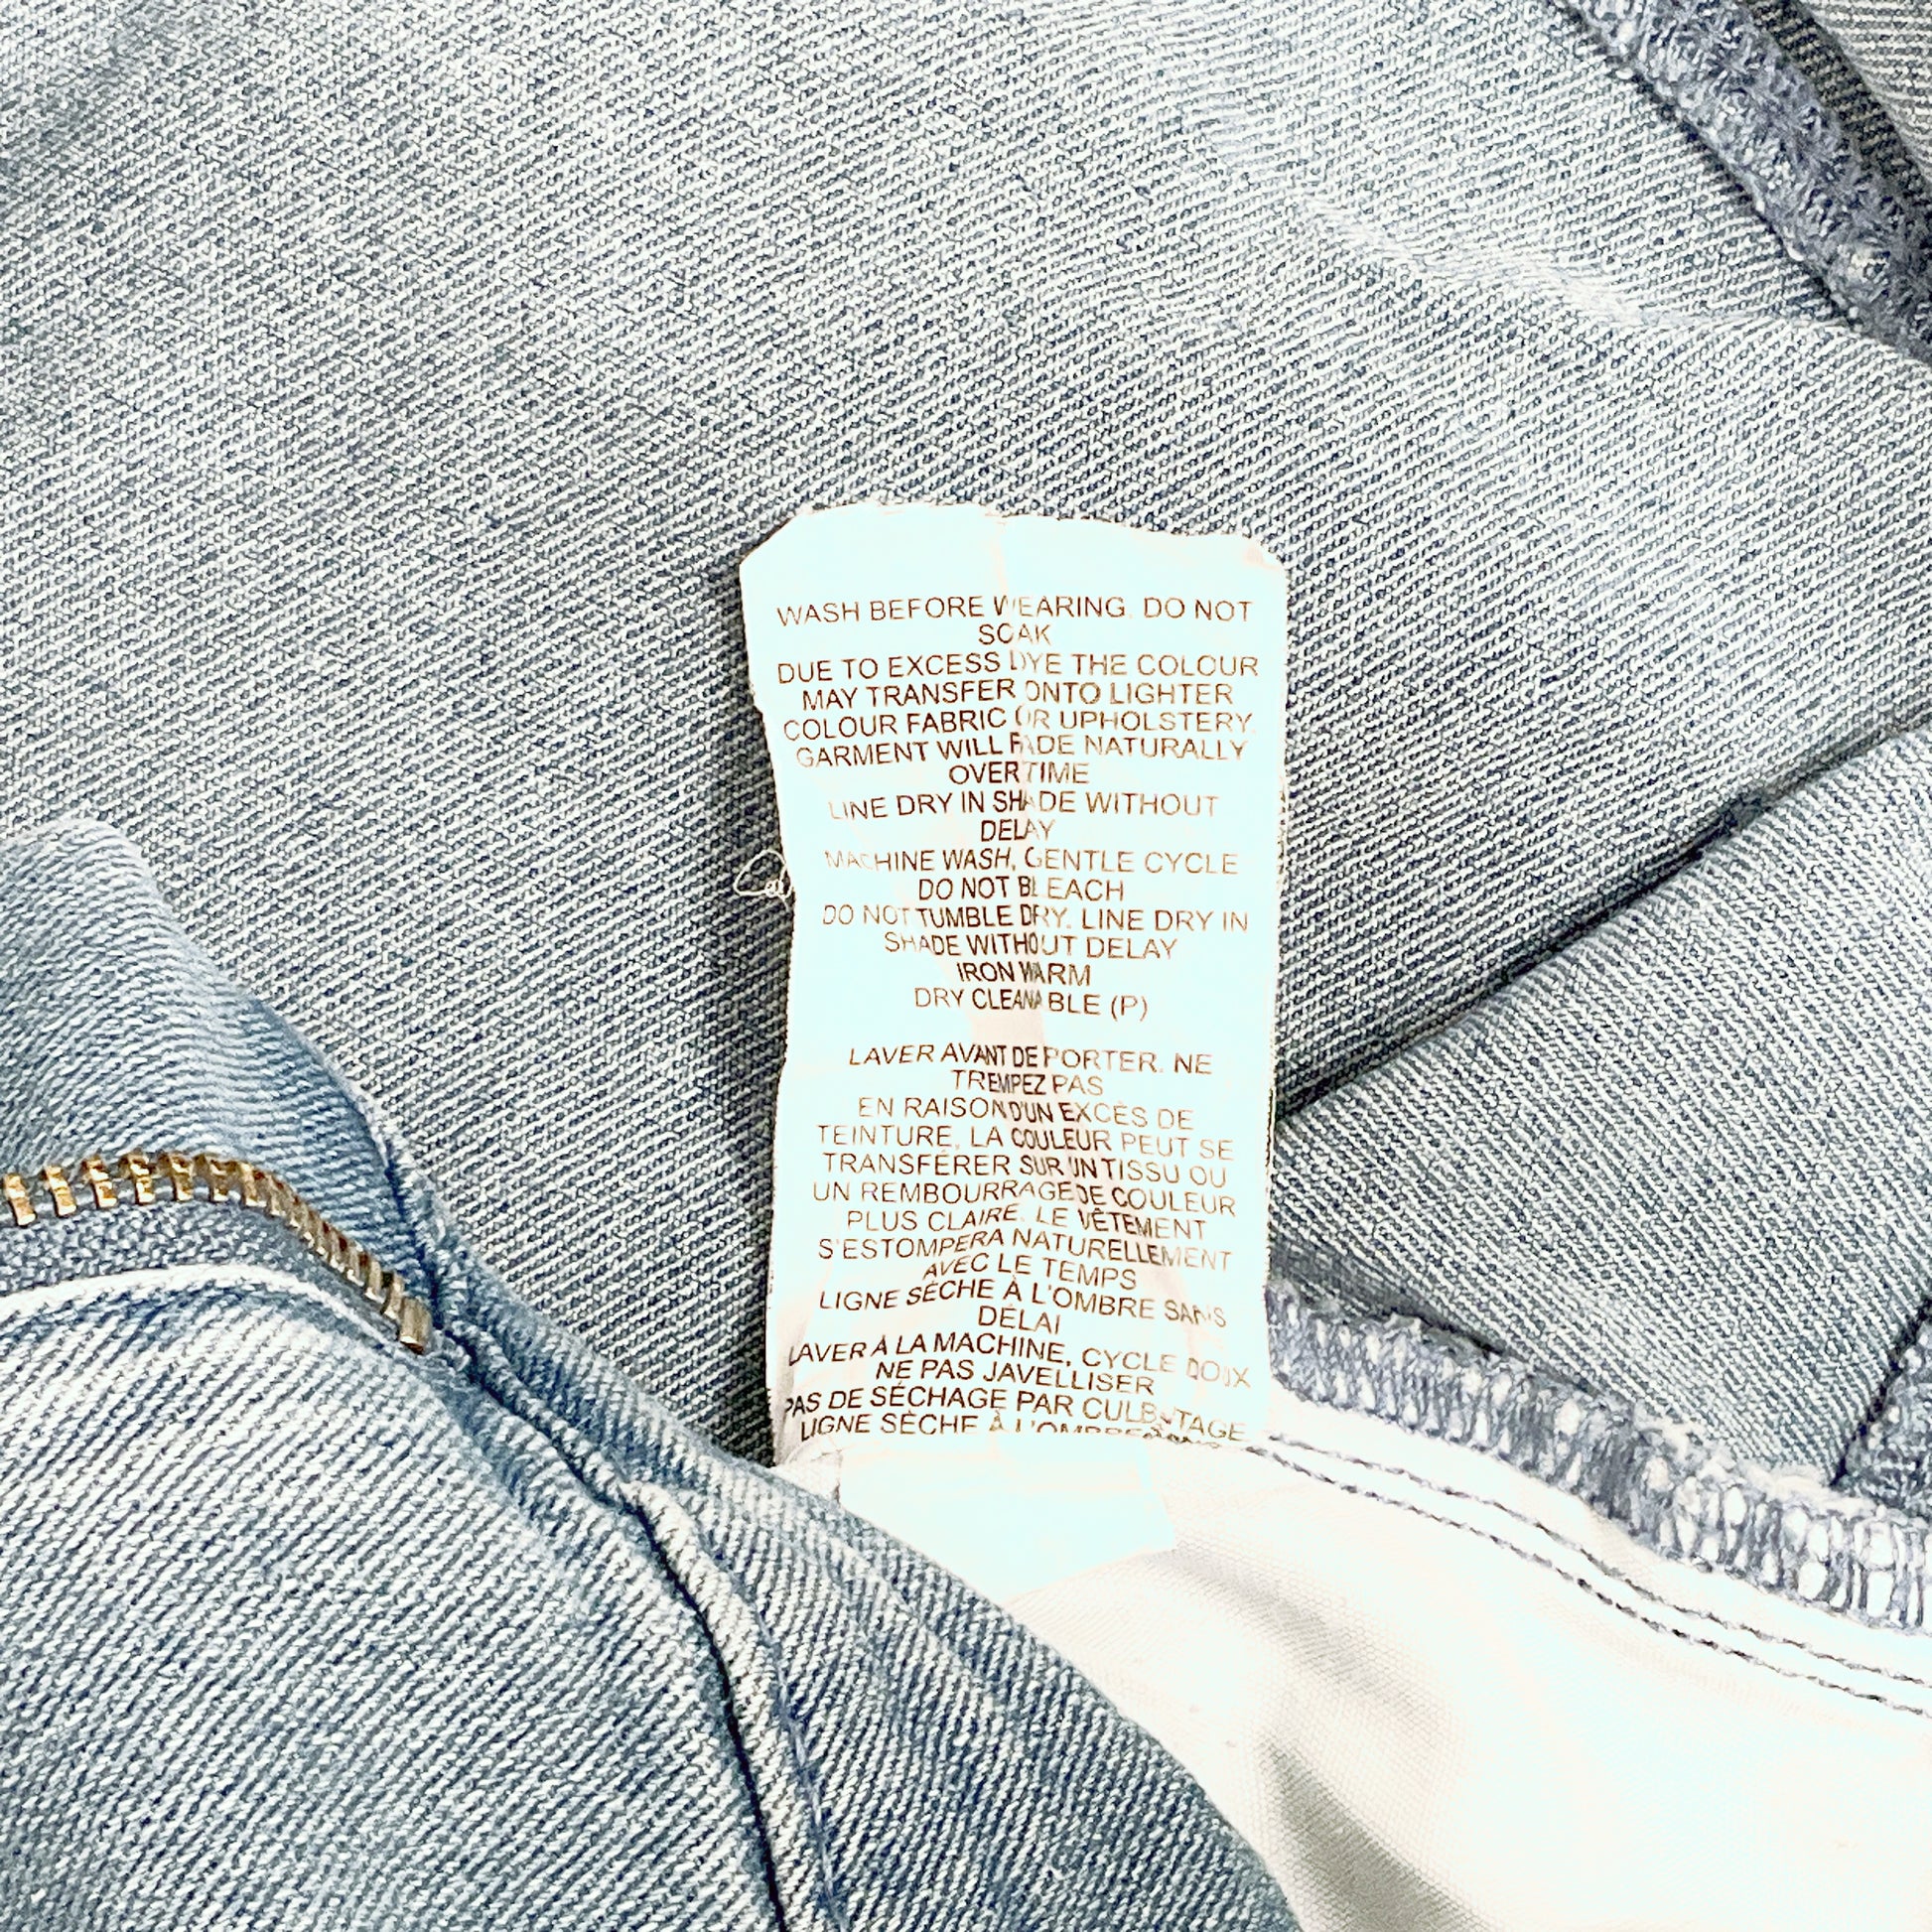 WASH BEFORE WEARING. DO NOT
SOAK
DUE TO EXCESS DYE THE COLOUR
MAY TRANSFER ONTO LIGHTER
COLOUR FABRIC OR UPHOLSTERY.
GARMENT WILL FADE NATURALLY
OVERTIME
LINE DRY IN SHADE WITHOUT
DELAY
MACHINE WASH, GENTLE CYCLE
DO NOT BLEACH
DO NOT TUMBLE DRY. LINE DRY IN
SHADE WITHOUT DELAY
IRON WARM
DRY CLEANABLE (P)
LAVER AVANT DE PORTER. NE
TREMPEZ PAS
EN RAISON D'UN EXCÈS DE
TEINTURE, LA COULEUR PEUT SE
TRANSFÉRER SUR UN TISSU OU
UN REMBOURRAGE DE COULEUR
PLUS CLAIRE. LE VÊTEMENT
S'ESTOMPERA NATURELLEMENT
AVEC LE TEMPS
LIGNE SÈCHE À L'OMBRE SANS
DÉLAI
LAVER À LA MACHINE, CYCLE DOUX
NE PAS JAVELLISER
PAS DE SÉCHAGE PAR CULBUTAGE
LIGNE SÈCHE À L'OMBRE